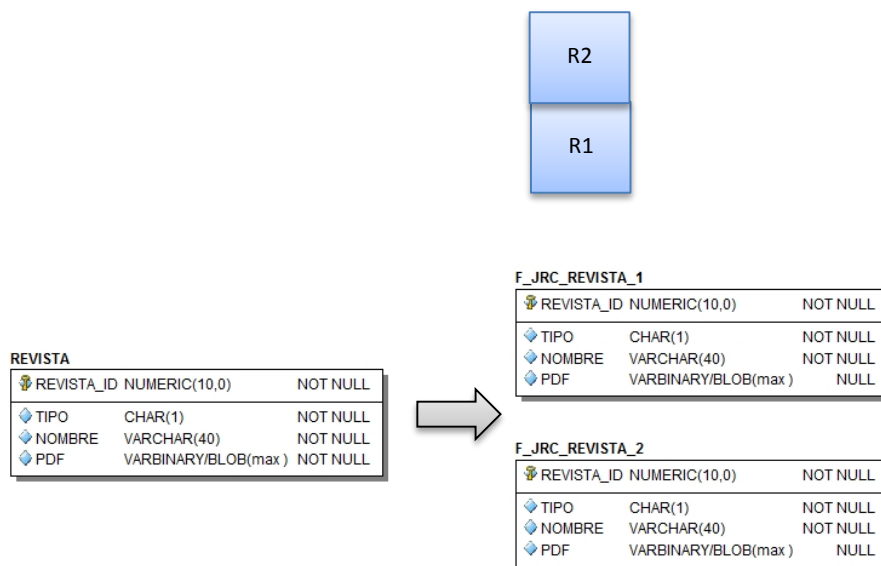 R2
R1
F_JRC_REVISTA_1
REVISTA_ID NUMERIC(10,0) NOT NULL
TIPO CHAR(1) NOT NULL
NOMBRE VARCHAR(40) NOT NULL
PDF VARBINARY/BLOB(max ) NULL
REVISTA
REVISTA_ID NUMERIC(10,0) NOT NULL
TIPO CHAR(1) NOT NULL
NOMBRE VARCHAR(40) NOT NULL
PDF VARBINARY/BLOB(max ) NOT NULL
F_JRC_REVISTA_2
REVISTA_ID NUMERIC(10,0) NOT NULL
TIPO CHAR(1) NOT NULL
NOMBRE VARCHAR(40) NOT NULL
PDF VARBINARY/BLOB(max ) NULL